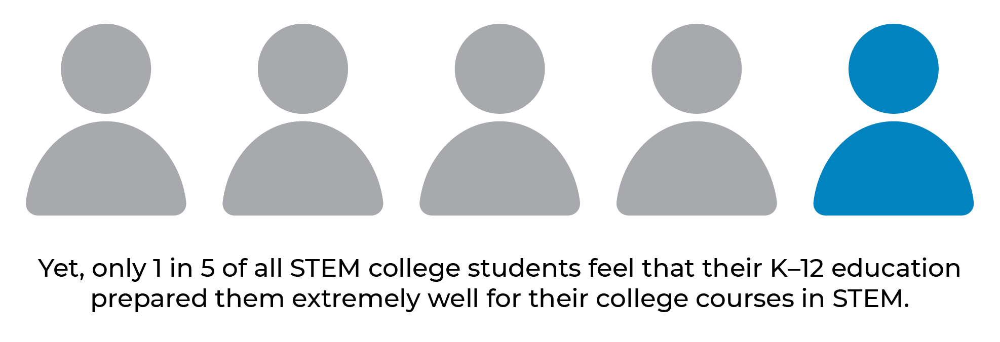 Yet, only 1 in 5 of all STEM college students feel that their K–12 education
prepared them extremely well for their college courses in STEM.